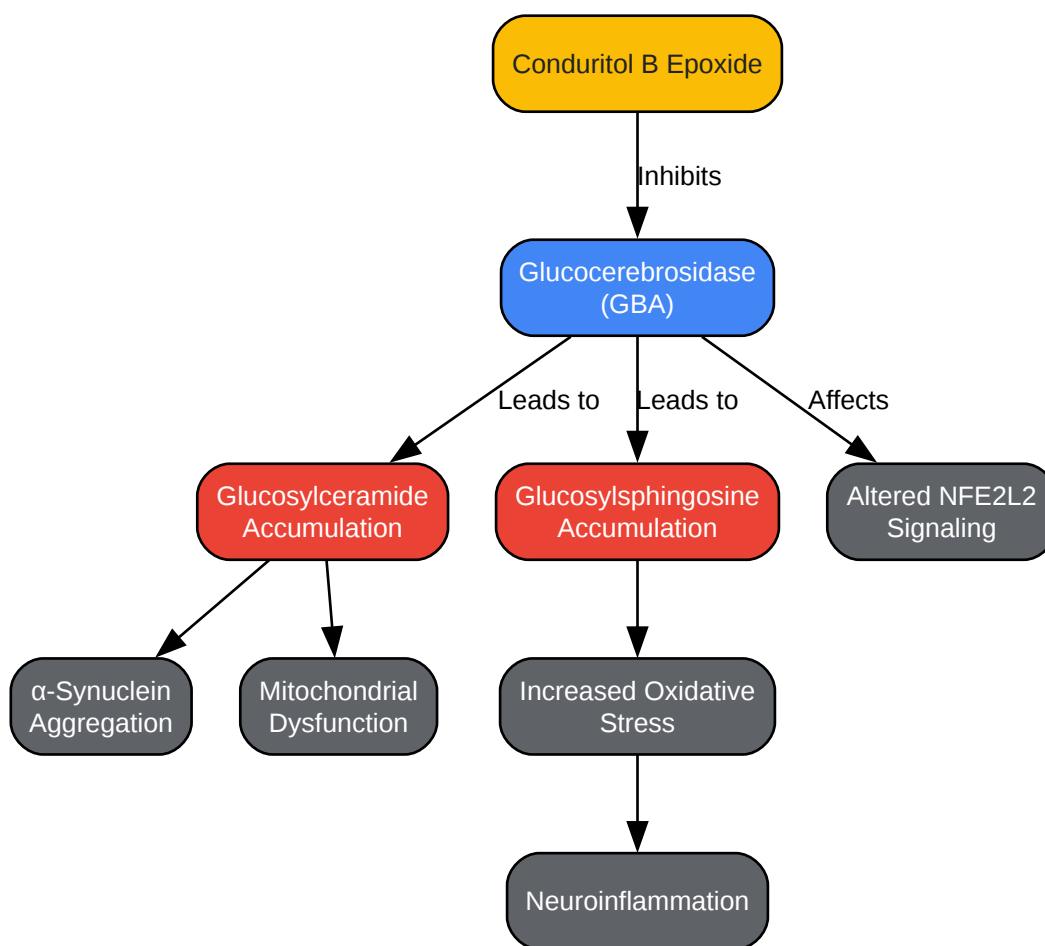 Conduritol B Epoxide
Inhibits
Glucocerebrosidase
(GBA)
Leads to
Leads to
Affects
Glucosylceramide
Accumulation
Glucosylsphingosine
Accumulation
Altered NFE2L2
Signaling
α-Synuclein
Aggregation
Mitochondrial
Dysfunction
Increased Oxidative
Stress
Neuroinflammation